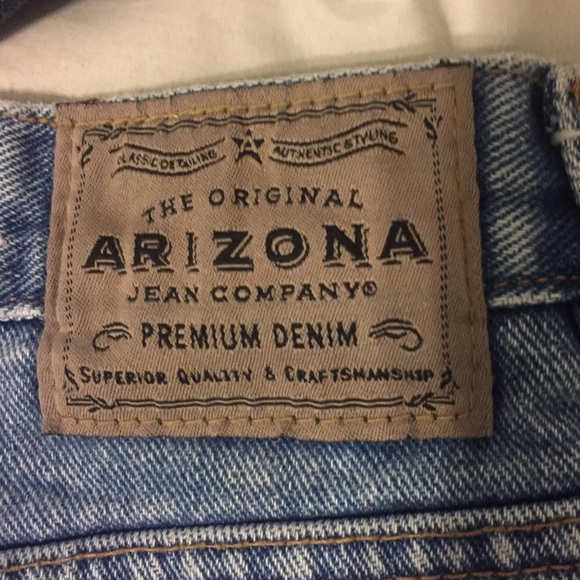 CLASSIC DETAILING A AUTHENTIC STYLING
THE ORIGINAL
ARIZONA
JEAN COMPANY®
PREMIUM DENIM
SUPERIOR QUALITY & CRAFTSMANSHIP